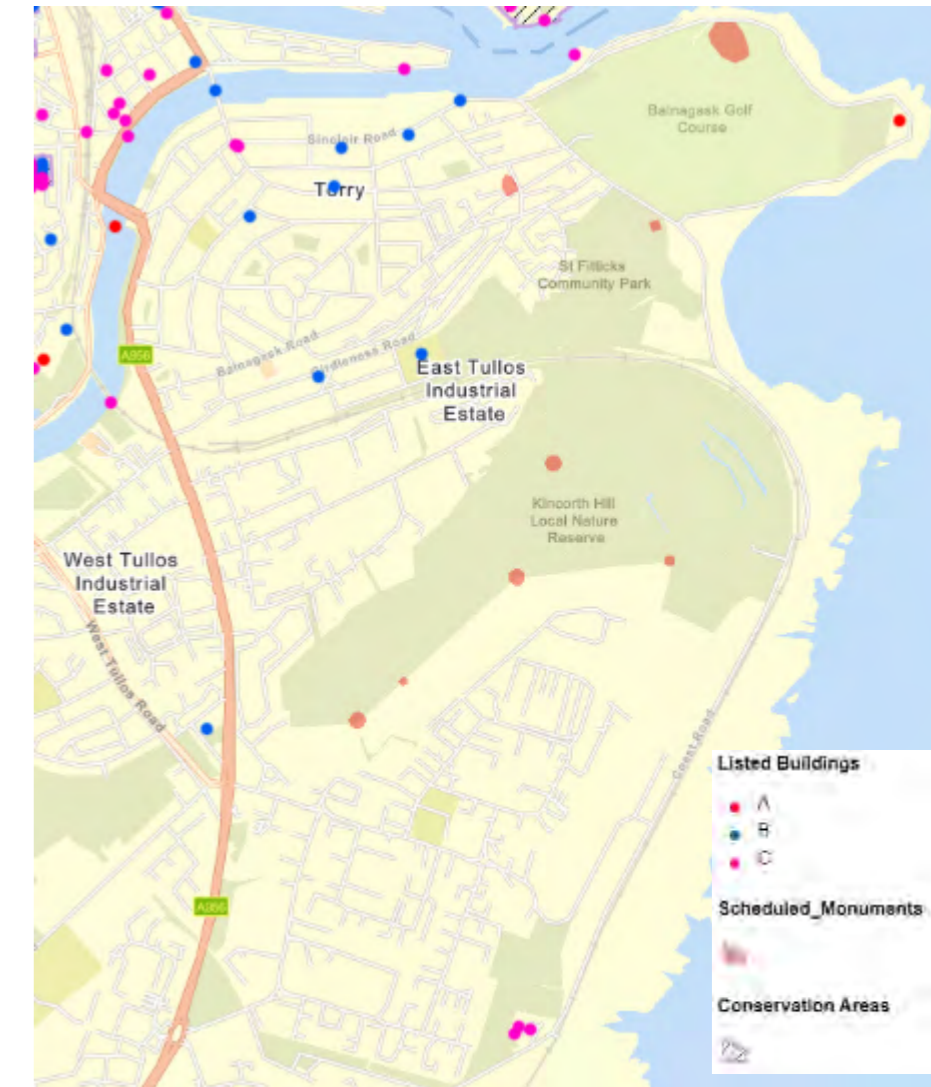 Balnagask Golf
Course
Sinclair Road
Torry
St Fitticks
Community Park
Balnagask Road
Girdleness Road
A956
East Tullos
Industrial
Estate
Kincorth Hill
Local Nature
Reserve
West Tullos
Industrial
Estate
West Tullos Road
Coast Road
A956
Listed Buildings
A
B
C
Scheduled_Monuments
Conservation Areas